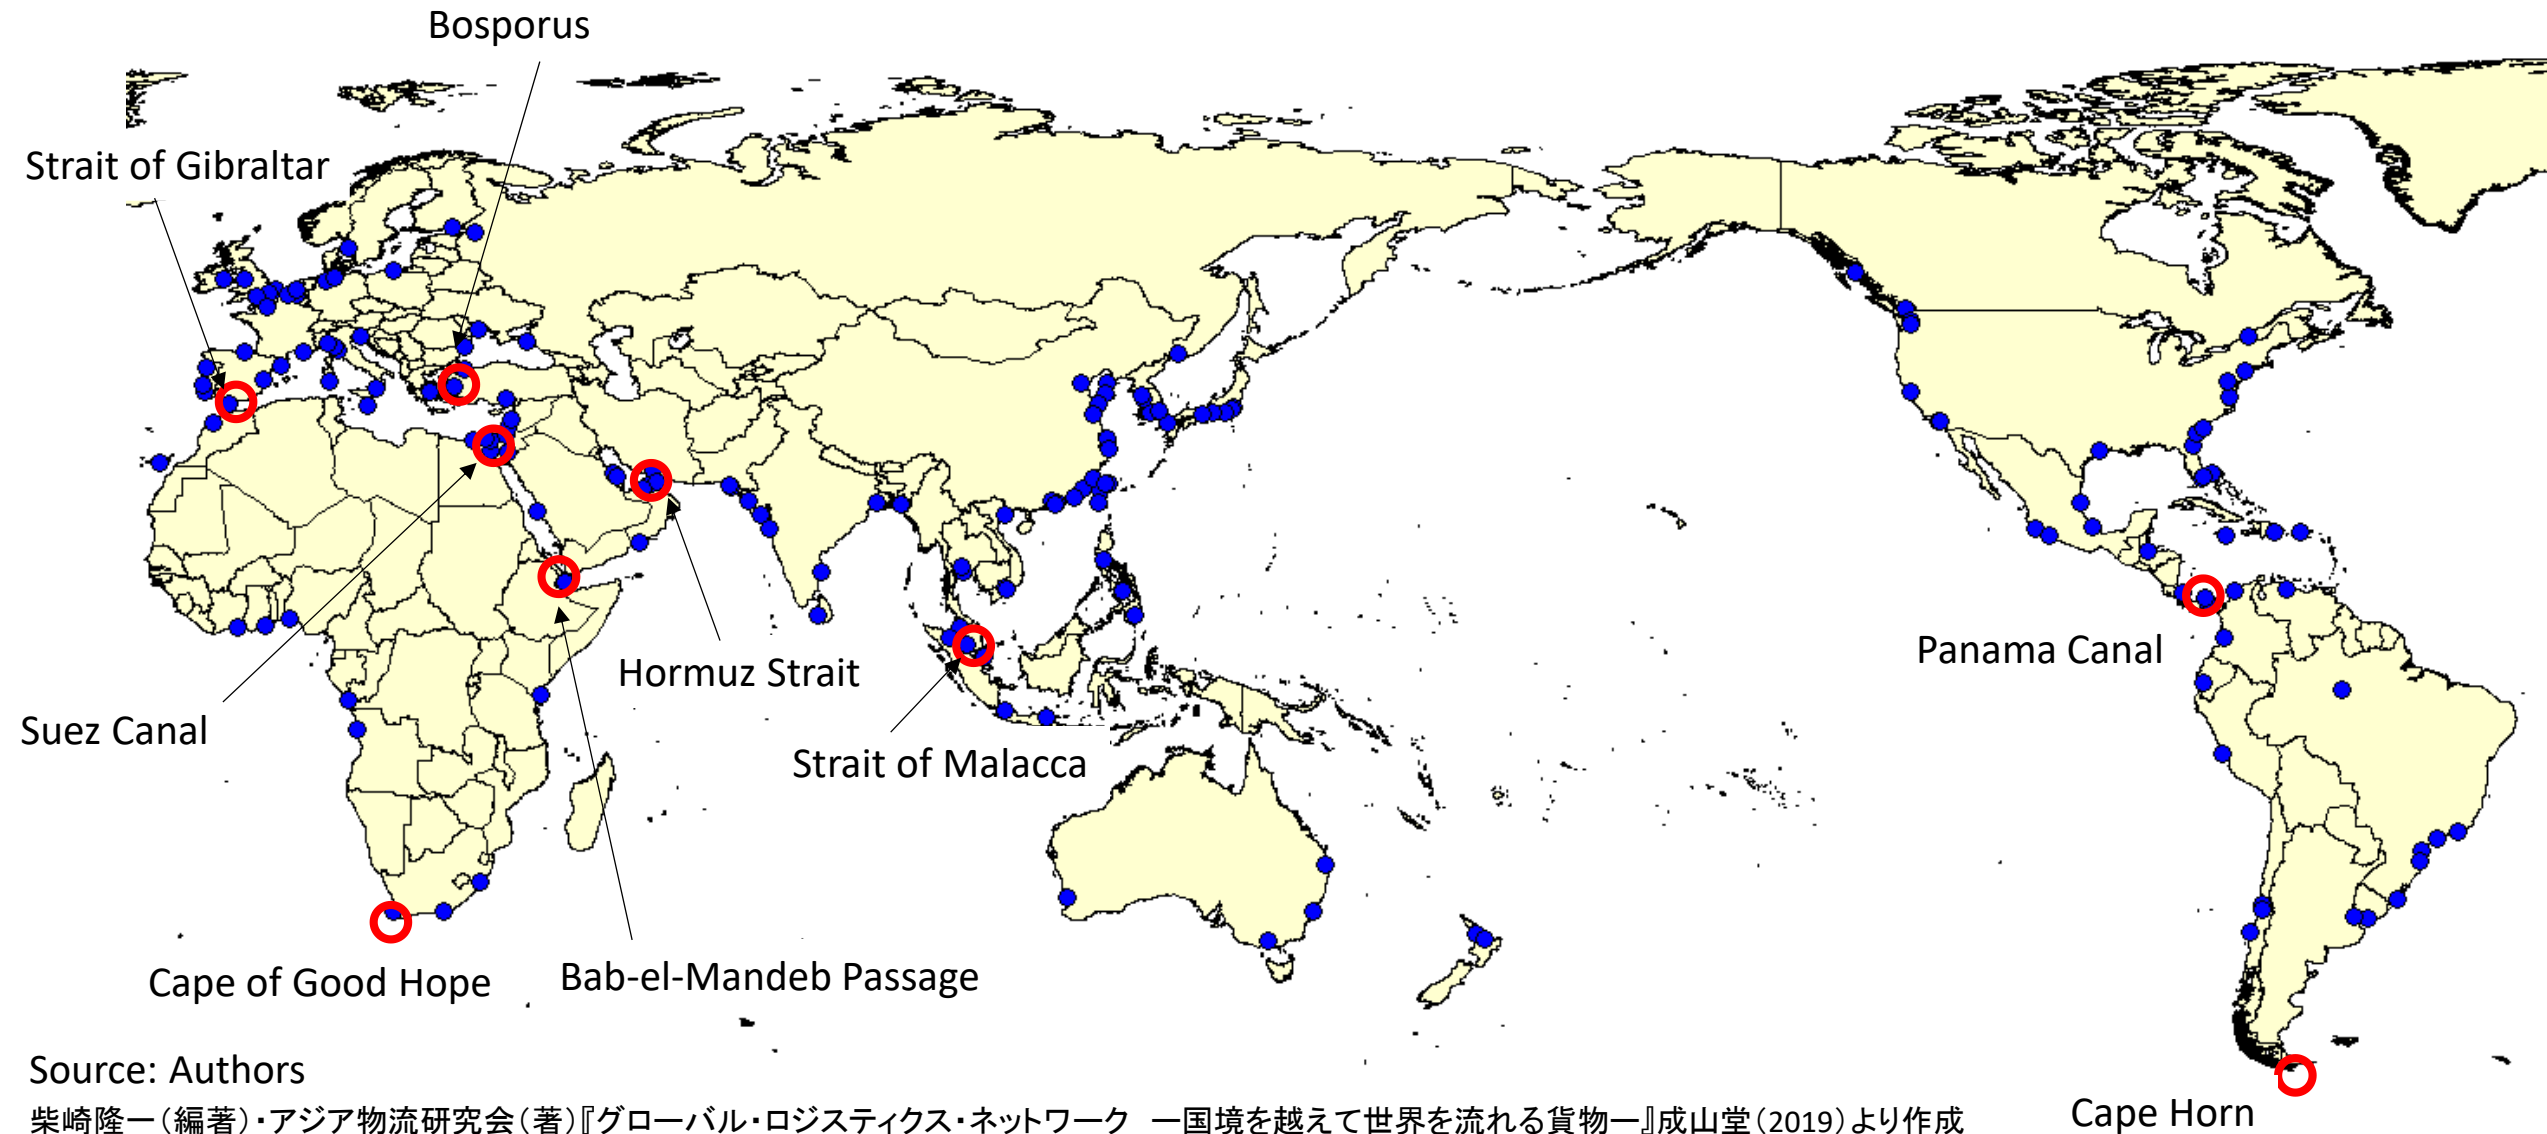 Bosporus
Strait of Gibraltar
Hormuz Strait
Panama Canal
Suez Canal
Strait of Malacca
Cape of Good Hope
Bab-el-Mandeb Passage
Source: Authors
Cape Horn
柴崎隆一(編著)・アジア物流研究会(著)『グローバル・ロジスティクス・ネットワーク ー国境を越えて世界を流れる貨物ー』成山堂(2019)より作成